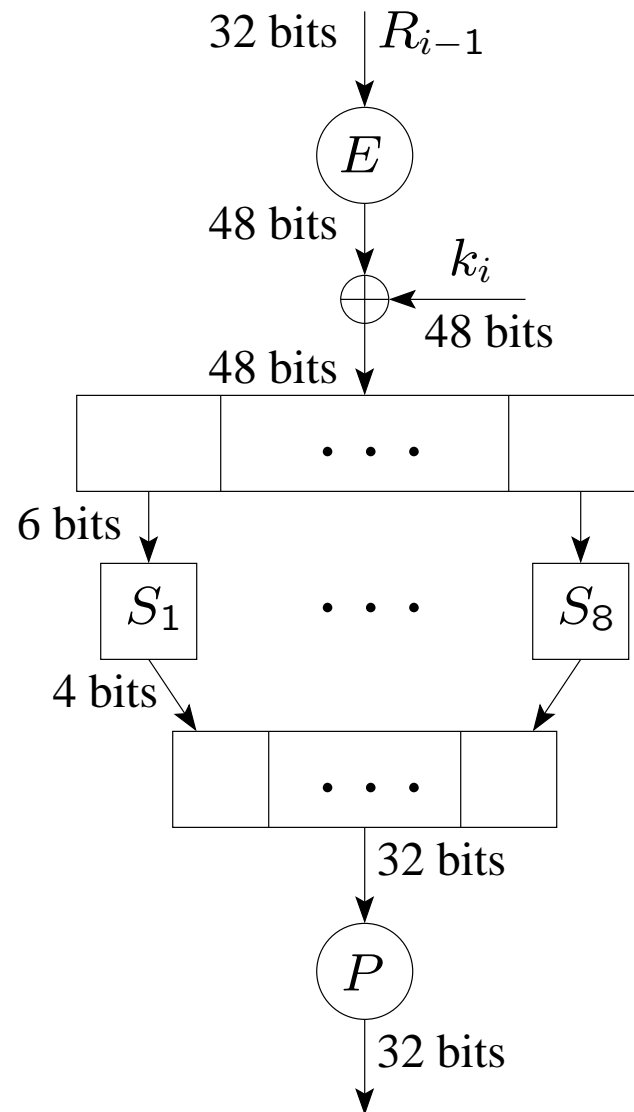 32 bits R_{i−1}
E
48 bits
k_i
48 bits
48 bits
. . .
6 bits
S_1 . . . S_8
4 bits
. . .
32 bits
P
32 bits